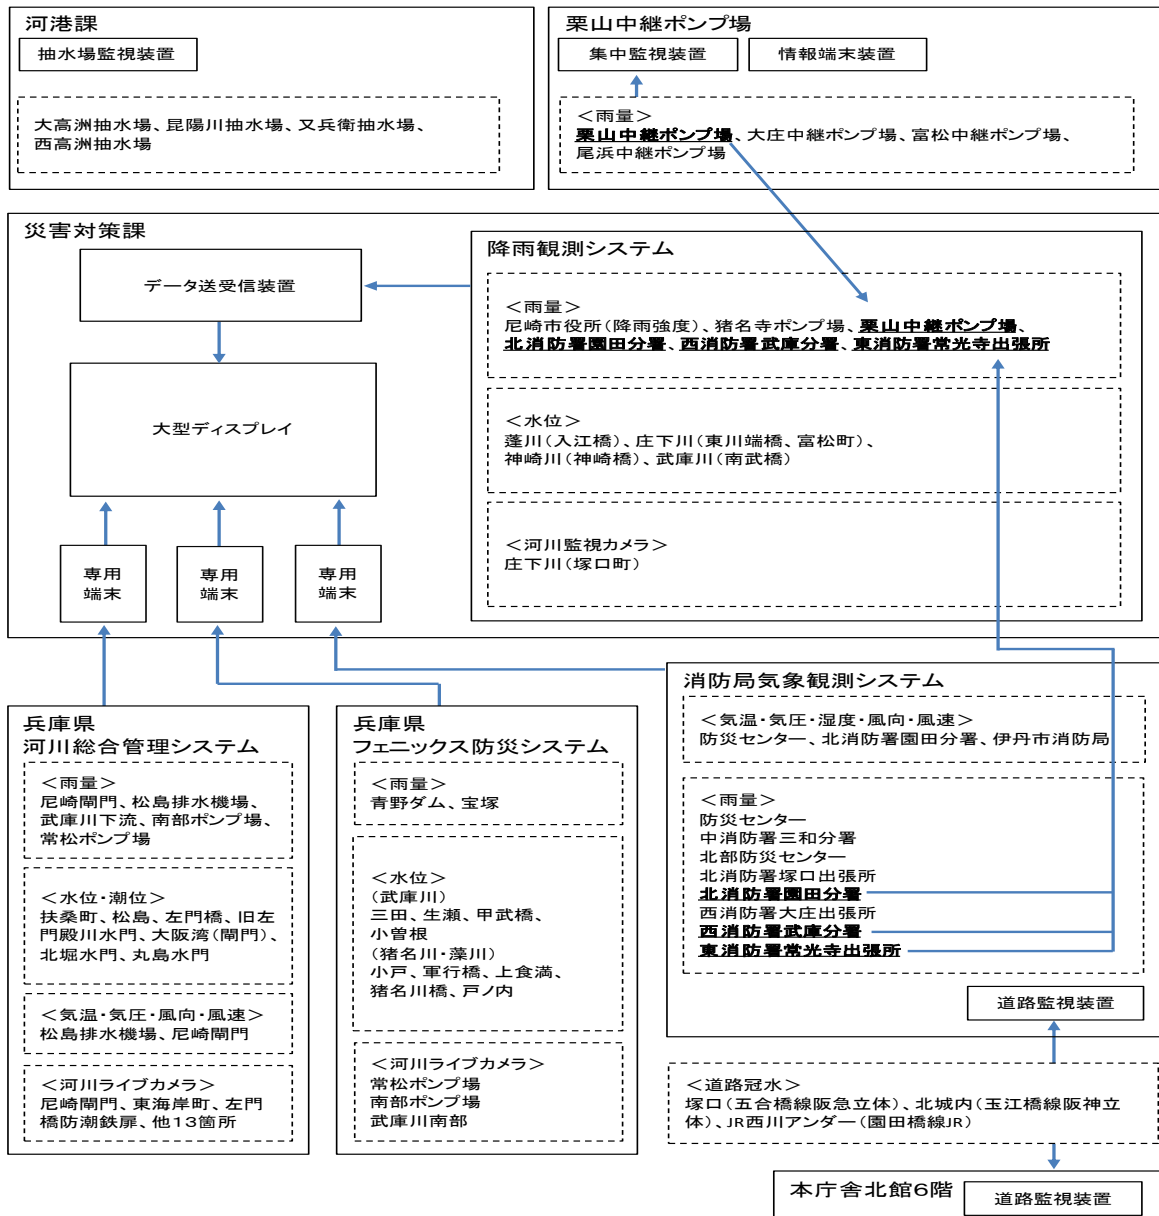 河港課
抽水場監視装置
大高洲抽水場、昆陽川抽水場、又兵衛抽水場、
西高洲抽水場
栗山中継ポンプ場
集中監視装置
情報端末装置
＜雨量＞
栗山中継ポンプ場、大庄中継ポンプ場、富松中継ポンプ場、
尾浜中継ポンプ場
災害対策課
データ送受信装置
大型ディスプレイ
専用
端末
専用
端末
専用
端末
降雨観測システム
＜雨量＞
尼崎市役所（降雨強度）、猪名寺ポンプ場、栗山中継ポンプ場、
北消防署園田分署、西消防署武庫分署、東消防署常光寺出張所
＜水位＞
蓬川（入江橋）、庄下川（東川端橋、富松町）、
神崎川（神崎橋）、武庫川（南武橋）
＜河川監視カメラ＞
庄下川（塚口町）
兵庫県
河川総合管理システム
＜雨量＞
尼崎閘門、松島排水機場、
武庫川下流、南部ポンプ場、
常松ポンプ場
＜水位・潮位＞
扶桑町、松島、左門橋、旧左
門殿川水門、大阪湾（閘門）、
北堀水門、丸島水門
＜気温・気圧・風向・風速＞
松島排水機場、尼崎閘門
＜河川ライブカメラ＞
尼崎閘門、東海岸町、左門
橋防潮鉄扉、他13箇所
兵庫県
フェニックス防災システム
＜雨量＞
青野ダム、宝塚
＜水位＞
（武庫川）
三田、生瀬、甲武橋、
小曽根
（猪名川・藻川）
小戸、軍行橋、上食満、
猪名川橋、戸ノ内
＜河川ライブカメラ＞
常松ポンプ場
南部ポンプ場
武庫川南部
消防局気象観測システム
＜気温・気圧・湿度・風向・風速＞
防災センター、北消防署園田分署、伊丹市消防局
＜雨量＞
防災センター
中消防署三和分署
北部防災センター
北消防署塚口出張所
北消防署園田分署
西消防署大庄出張所
西消防署武庫分署
東消防署常光寺出張所
道路監視装置
＜道路冠水＞
塚口（五合橋線阪急立体）、北城内（玉江橋線阪神立
体）、JR西川アンダー（園田橋線JR）
本庁舎北館6階
道路監視装置